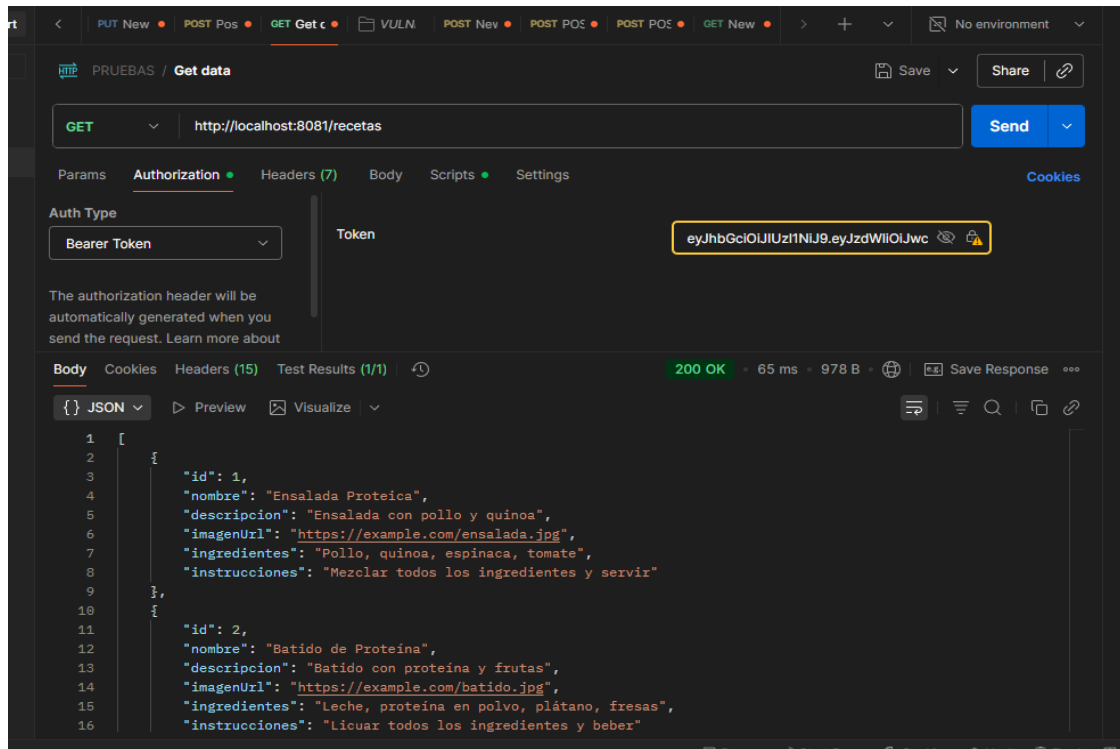 rt PUT New POST Pos GET Get c VULN. POST New POST POS POST POS GET New No environment
HTTP PRUEBAS / Get data Save Share
GET http://localhost:8081/recetas Send
Params Authorization Headers (7) Body Scripts Settings Cookies
Auth Type
Bearer Token
Token eyJhbGciOiJIUzI1NiJ9.eyJzdWIiOiJwc
The authorization header will be
automatically generated when you
send the request. Learn more about
Body Cookies Headers (15) Test Results (1/1) 200 OK • 65 ms • 978 B • e.g. Save Response
{} JSON Preview Visualize
1 [
2 {
3 "id": 1,
4 "nombre": "Ensalada Proteica",
5 "descripcion": "Ensalada con pollo y quinoa",
6 "imagenUrl": "https://example.com/ensalada.jpg",
7 "ingredientes": "Pollo, quinoa, espinaca, tomate",
8 "instrucciones": "Mezclar todos los ingredientes y servir"
9 },
10 {
11 "id": 2,
12 "nombre": "Batido de Proteína",
13 "descripcion": "Batido con proteína y frutas",
14 "imagenUrl": "https://example.com/batido.jpg",
15 "ingredientes": "Leche, proteína en polvo, plátano, fresas",
16 "instrucciones": "Licuar todos los ingredientes y beber"